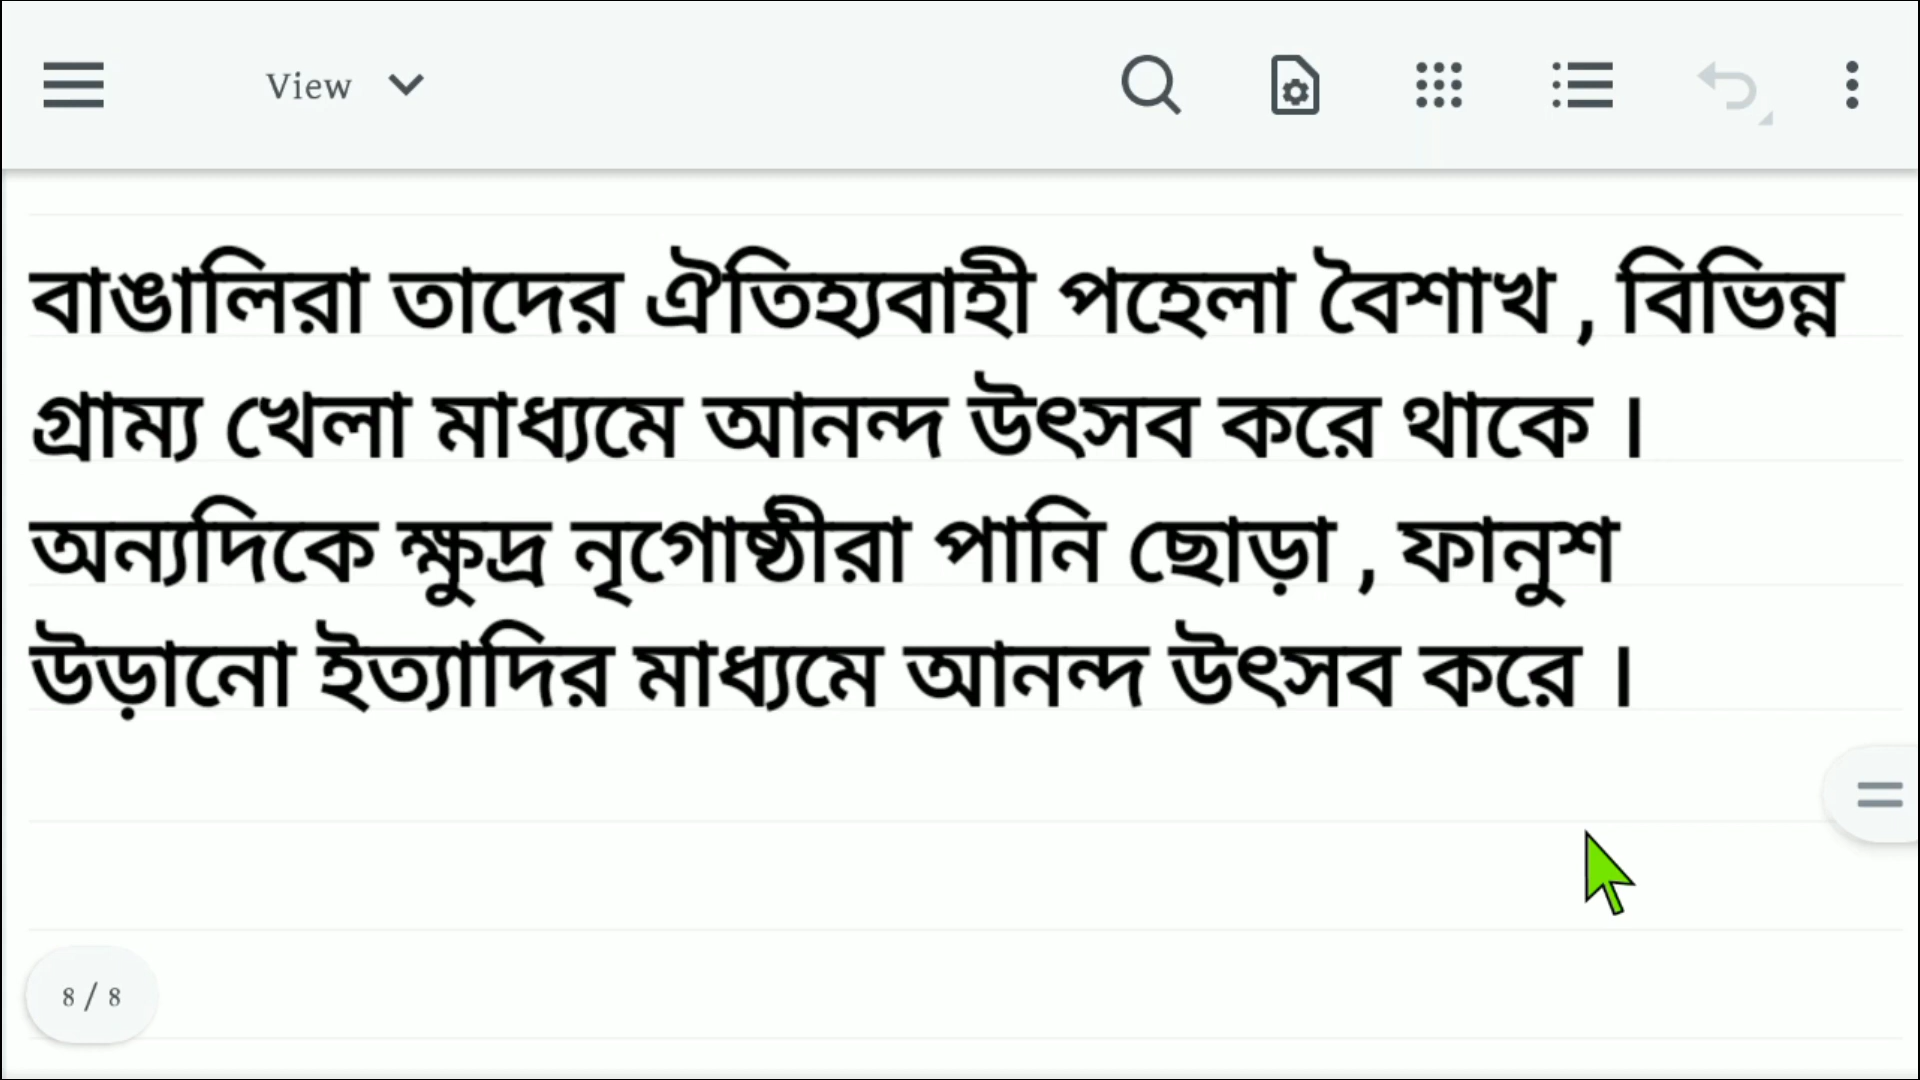 View
বাঙালিরা তাদের ঐতিহ্যবাহী পহেলা বৈশাখ , বিভিন্ন
গ্রাম্য খেলা মাধ্যমে আনন্দ উৎসব করে থাকে ।
অন্যদিকে ক্ষুদ্র নৃগোষ্ঠীরা পানি ছোড়া , ফানুশ
উড়ানো ইত্যাদির মাধ্যমে আনন্দ উৎসব করে ।
8 / 8